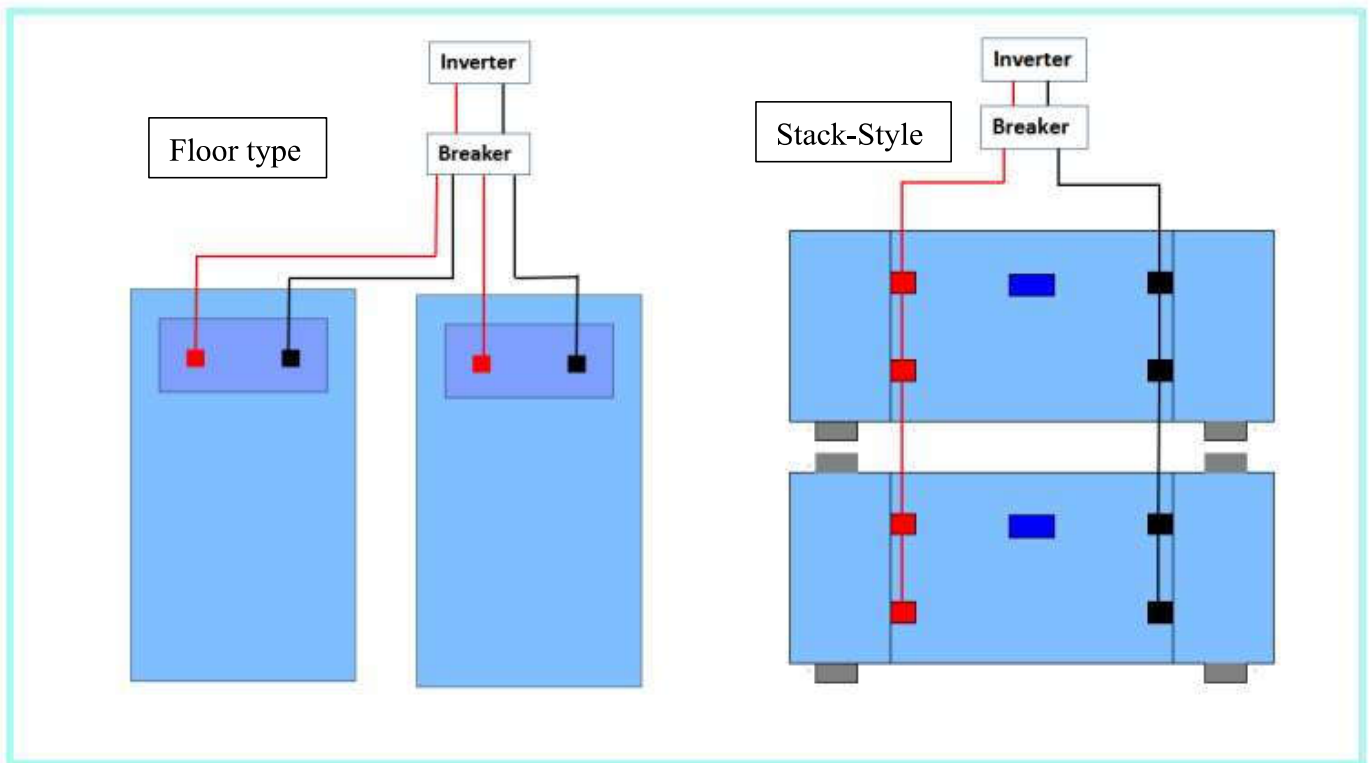 Inverter
Breaker
Floor type
Inverter
Breaker
Stack-Style